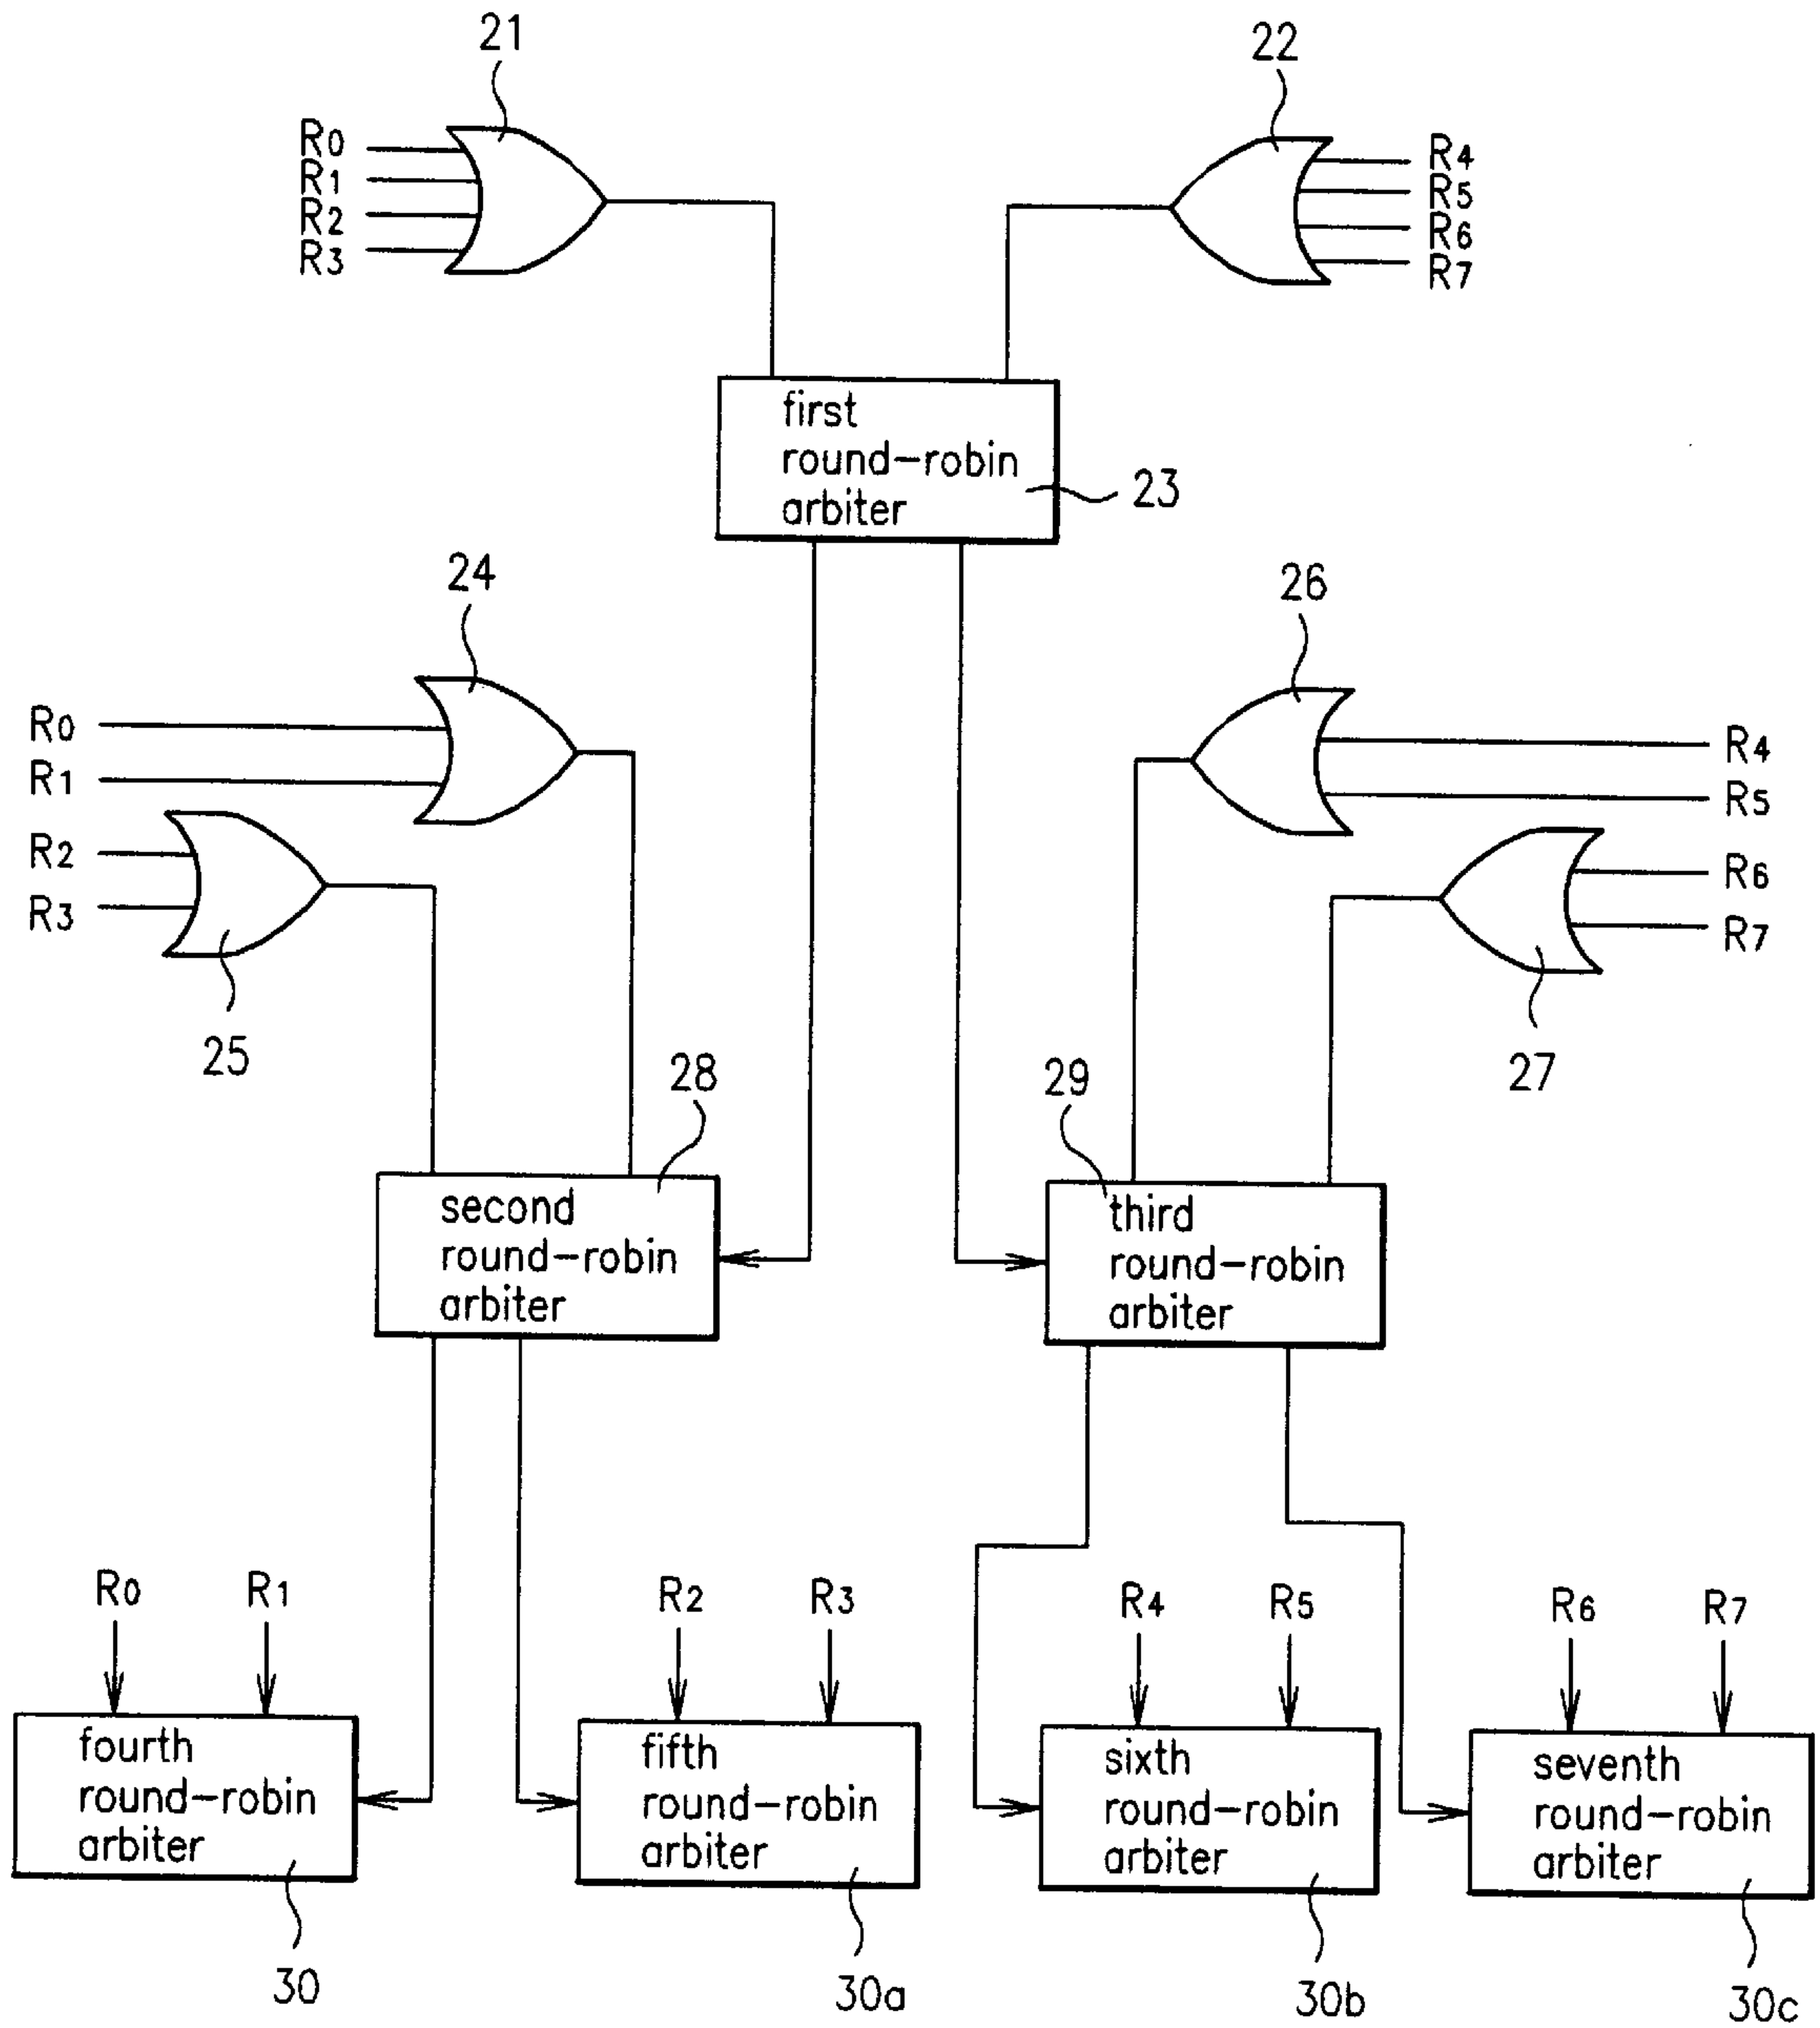 21
22
R0
R1
R2
R3
R4
R5
R6
R7
first
round-robin
arbiter
23
24
26
R0
R1
R2
R3
R4
R5
R6
R7
25
27
28
29
second
round-robin
arbiter
third
round-robin
arbiter
R0 R1
R2 R3
R4 R5
R6 R7
fourth
round-robin
arbiter
fifth
round-robin
arbiter
sixth
round-robin
arbiter
seventh
round-robin
arbiter
30
30a
30b
30c